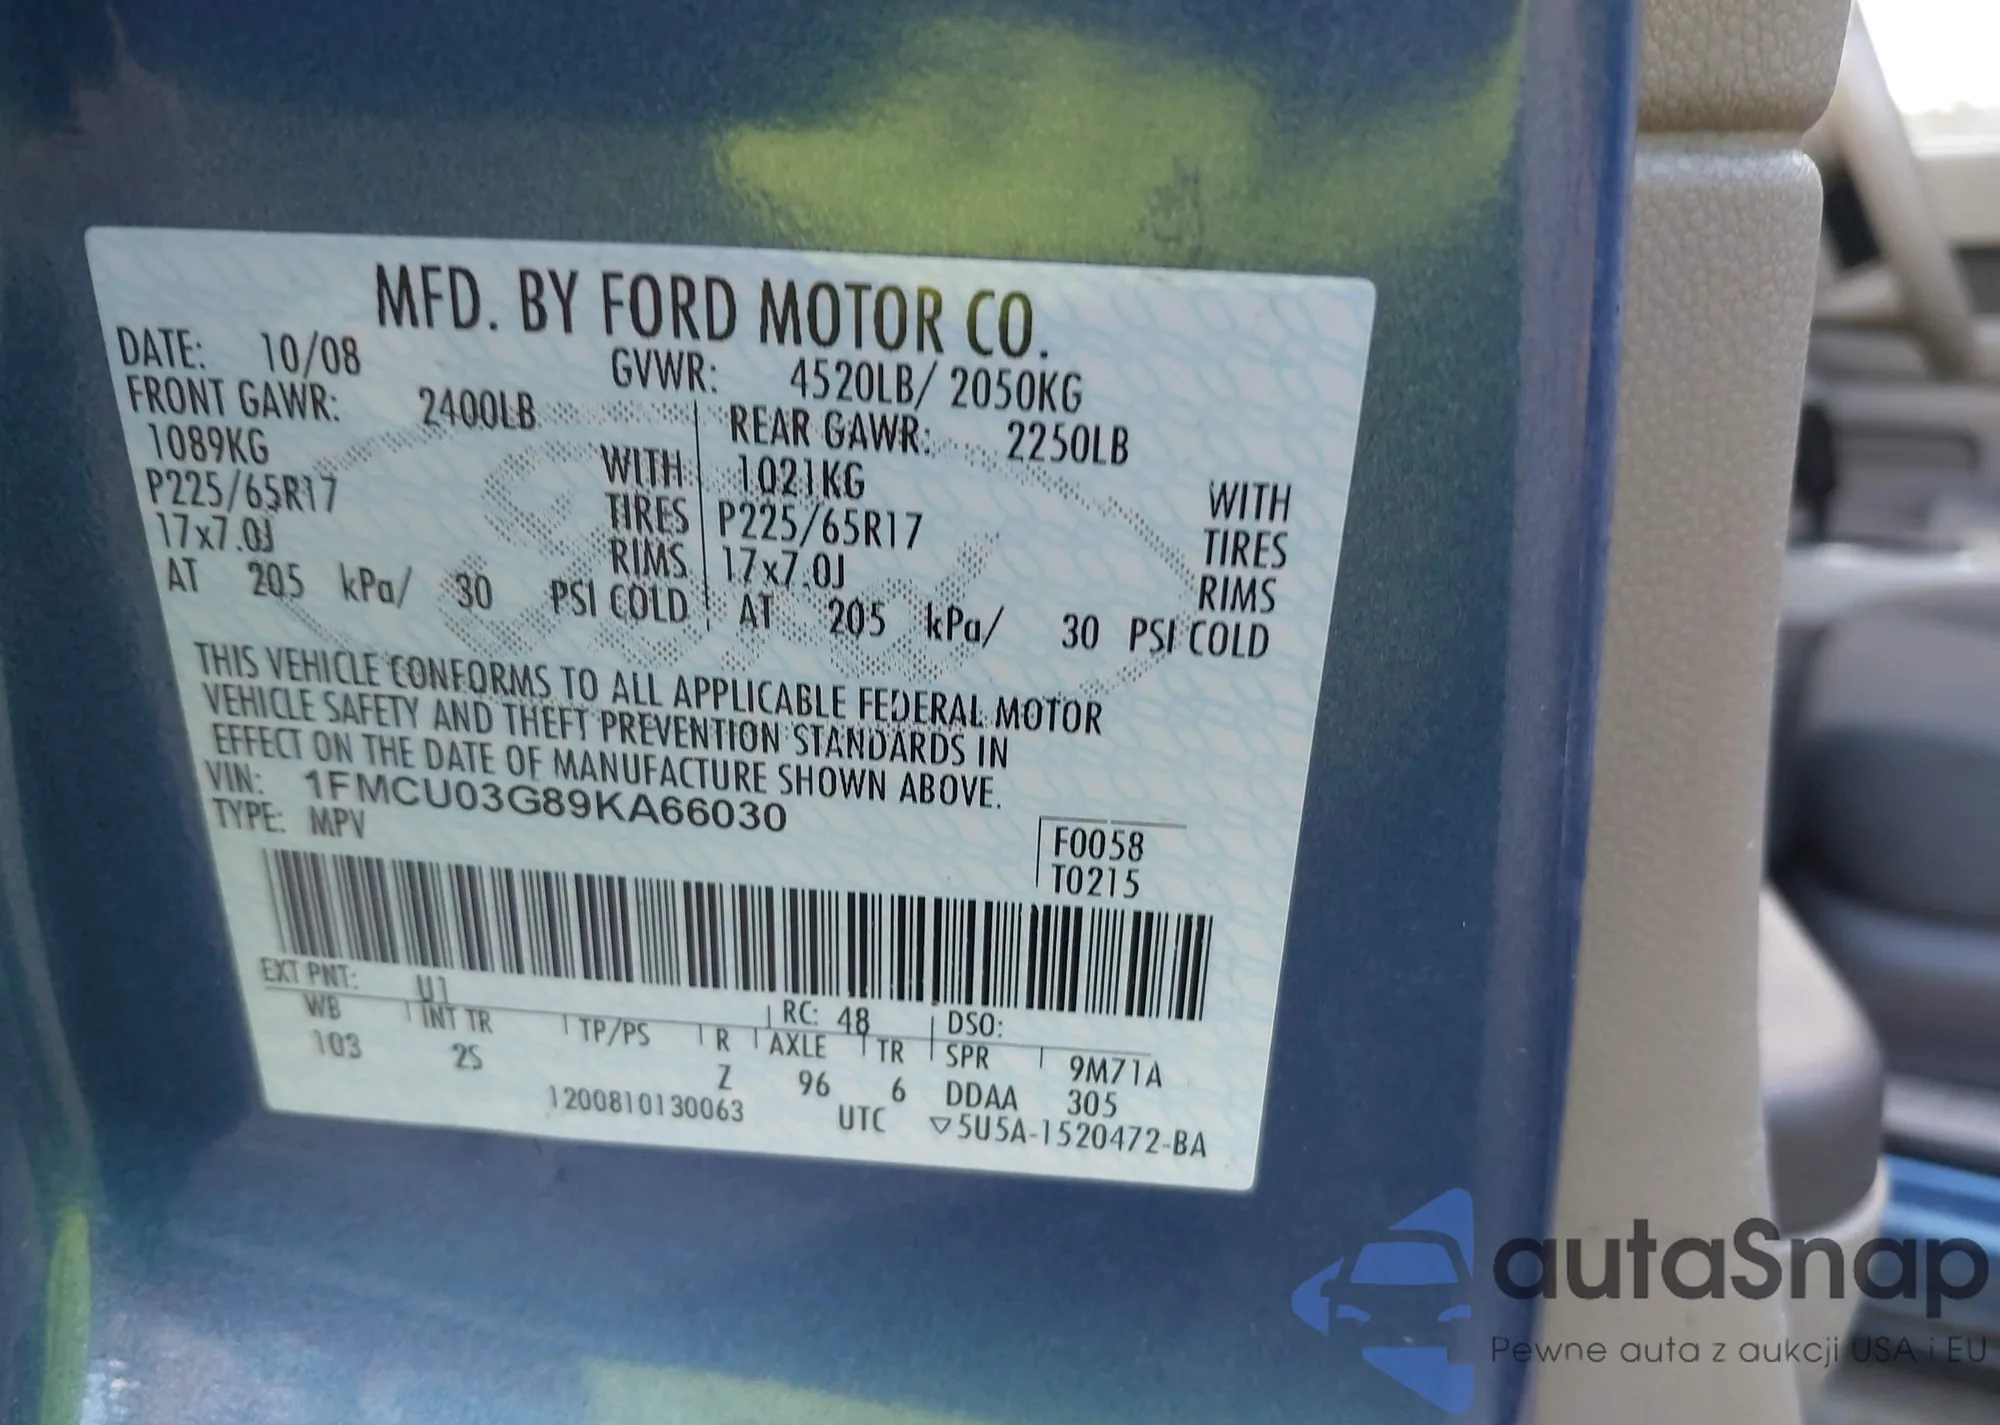 MFD. BY FORD MOTOR CO.
DATE: 10/08 GVWR: 4520LB/ 2050KG
FRONT GAWR: 2400LB REAR GAWR: 2250LB
1089KG WITH 1021KG WITH
P225/65R17 TIRES P225/65R17 TIRES
17x7.0J RIMS 17x7.0J RIMS
AT 205 kPa/ 30 PSI COLD AT 205 kPa/ 30 PSI COLD
THIS VEHICLE CONFORMS TO ALL APPLICABLE FEDERAL MOTOR
VEHICLE SAFETY AND THEFT PREVENTION STANDARDS IN
EFFECT ON THE DATE OF MANUFACTURE SHOWN ABOVE.
VIN: 1FMCU03G89KA66030
TYPE: MPV
F0058
T0215
EXT PNT: U1 RC: 48 DSO:
WB INT TR TP/PS R AXLE TR SPR 9M71A
103 2S Z 96 6 DDAA 305
1200810130063 UTC ▽5U5A-1520472-BA
autaSnap
Pewne auta z aukcji USA i EU